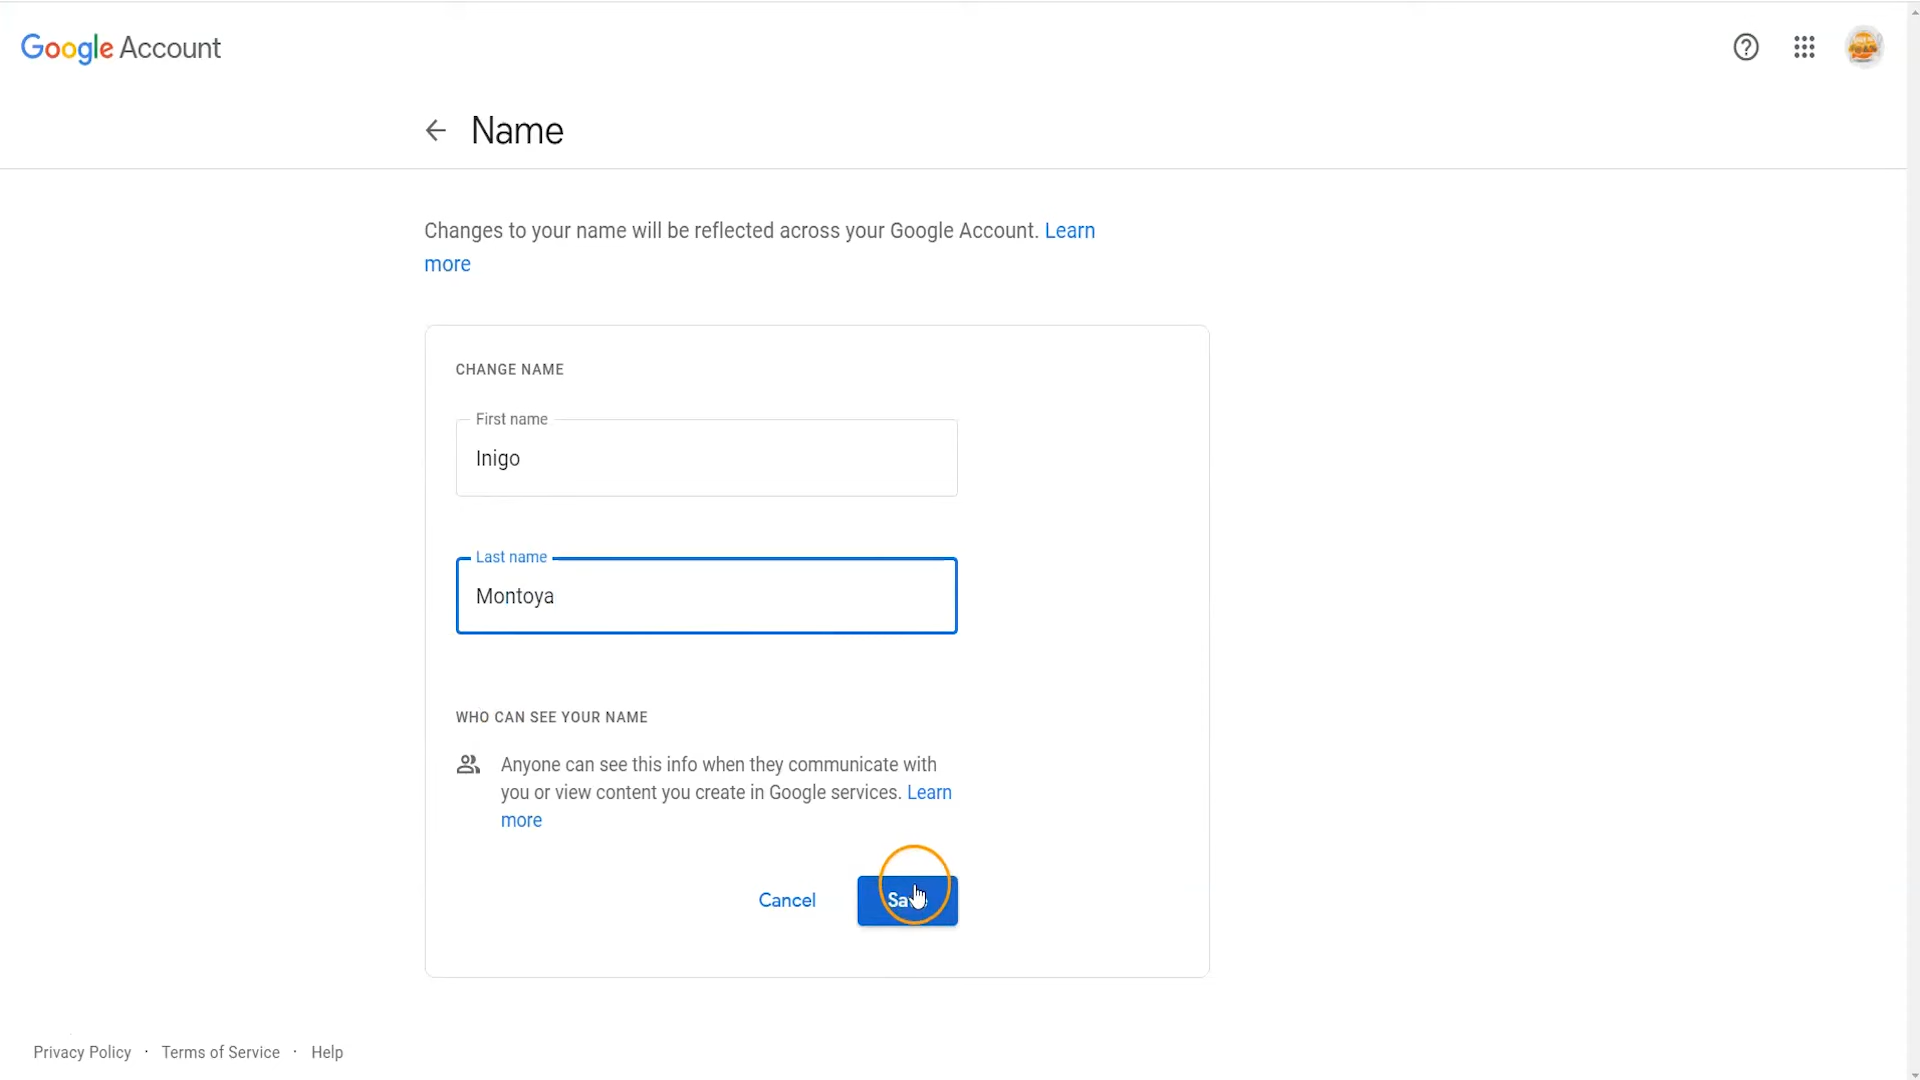 Google Account
Name
Changes to your name will be reflected across your Google Account. Learn
more
CHANGE NAME
First name
Inigo
Last name
Montoya
WHO CAN SEE YOUR NAME
Anyone can see this info when they communicate with
you or view content you create in Google services. Learn
more
Cancel
Save
Privacy Policy · Terms of Service · Help